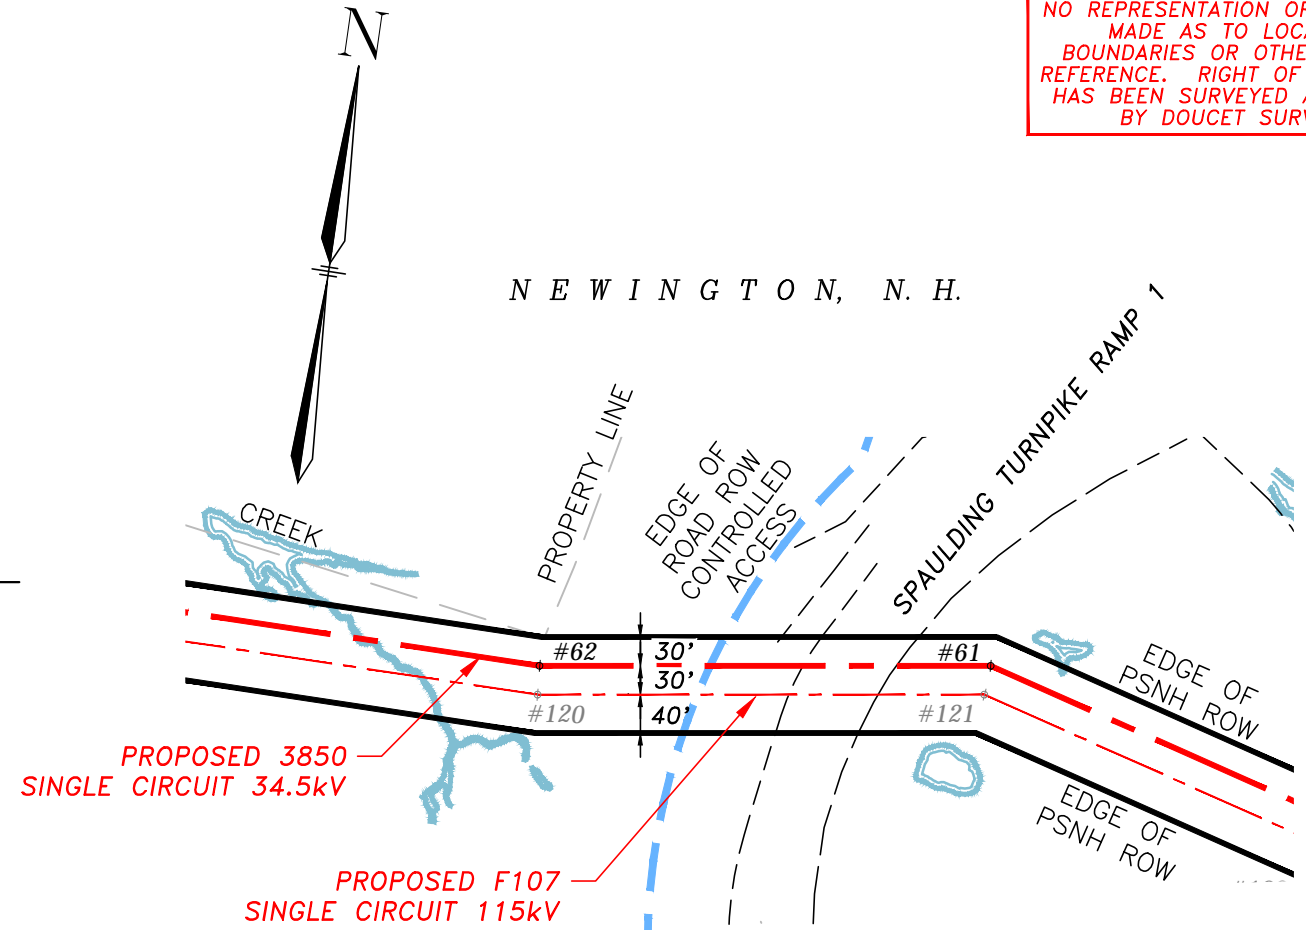 N
NO REPRESENTATION OF
MADE AS TO LOCA
BOUNDARIES OR OTHE
REFERENCE. RIGHT OF
HAS BEEN SURVEYED
BY DOUCET SURV
NEWINGTON, N. H.
SPAULDING TURNPIKE RAMP 1
PROPERTY LINE
EDGE OF
ROAD ROW
CONTROLLED
ACCESS
CREEK
#62
30'
#61
30'
#120
40'
#121
EDGE OF
PSNH ROW
PROPOSED 3850
SINGLE CIRCUIT 34.5kV
EDGE OF
PSNH ROW
PROPOSED F107
SINGLE CIRCUIT 115kV